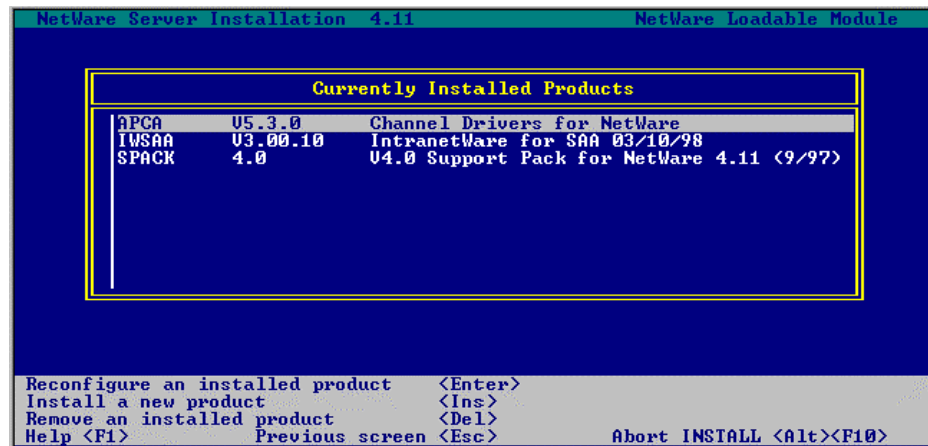 NetWare Server Installation 4.11 NetWare Loadable Module
Currently Installed Products
APCA V5.3.0 Channel Drivers for NetWare
IWSAA V3.00.10 IntranetWare for SAA 03/10/98
SPACK 4.0 V4.0 Support Pack for NetWare 4.11 (9/97)
Reconfigure an installed product <Enter>
Install a new product <Ins>
Remove an installed product <Del>
Help <F1> Previous screen <Esc> Abort INSTALL <Alt><F10>